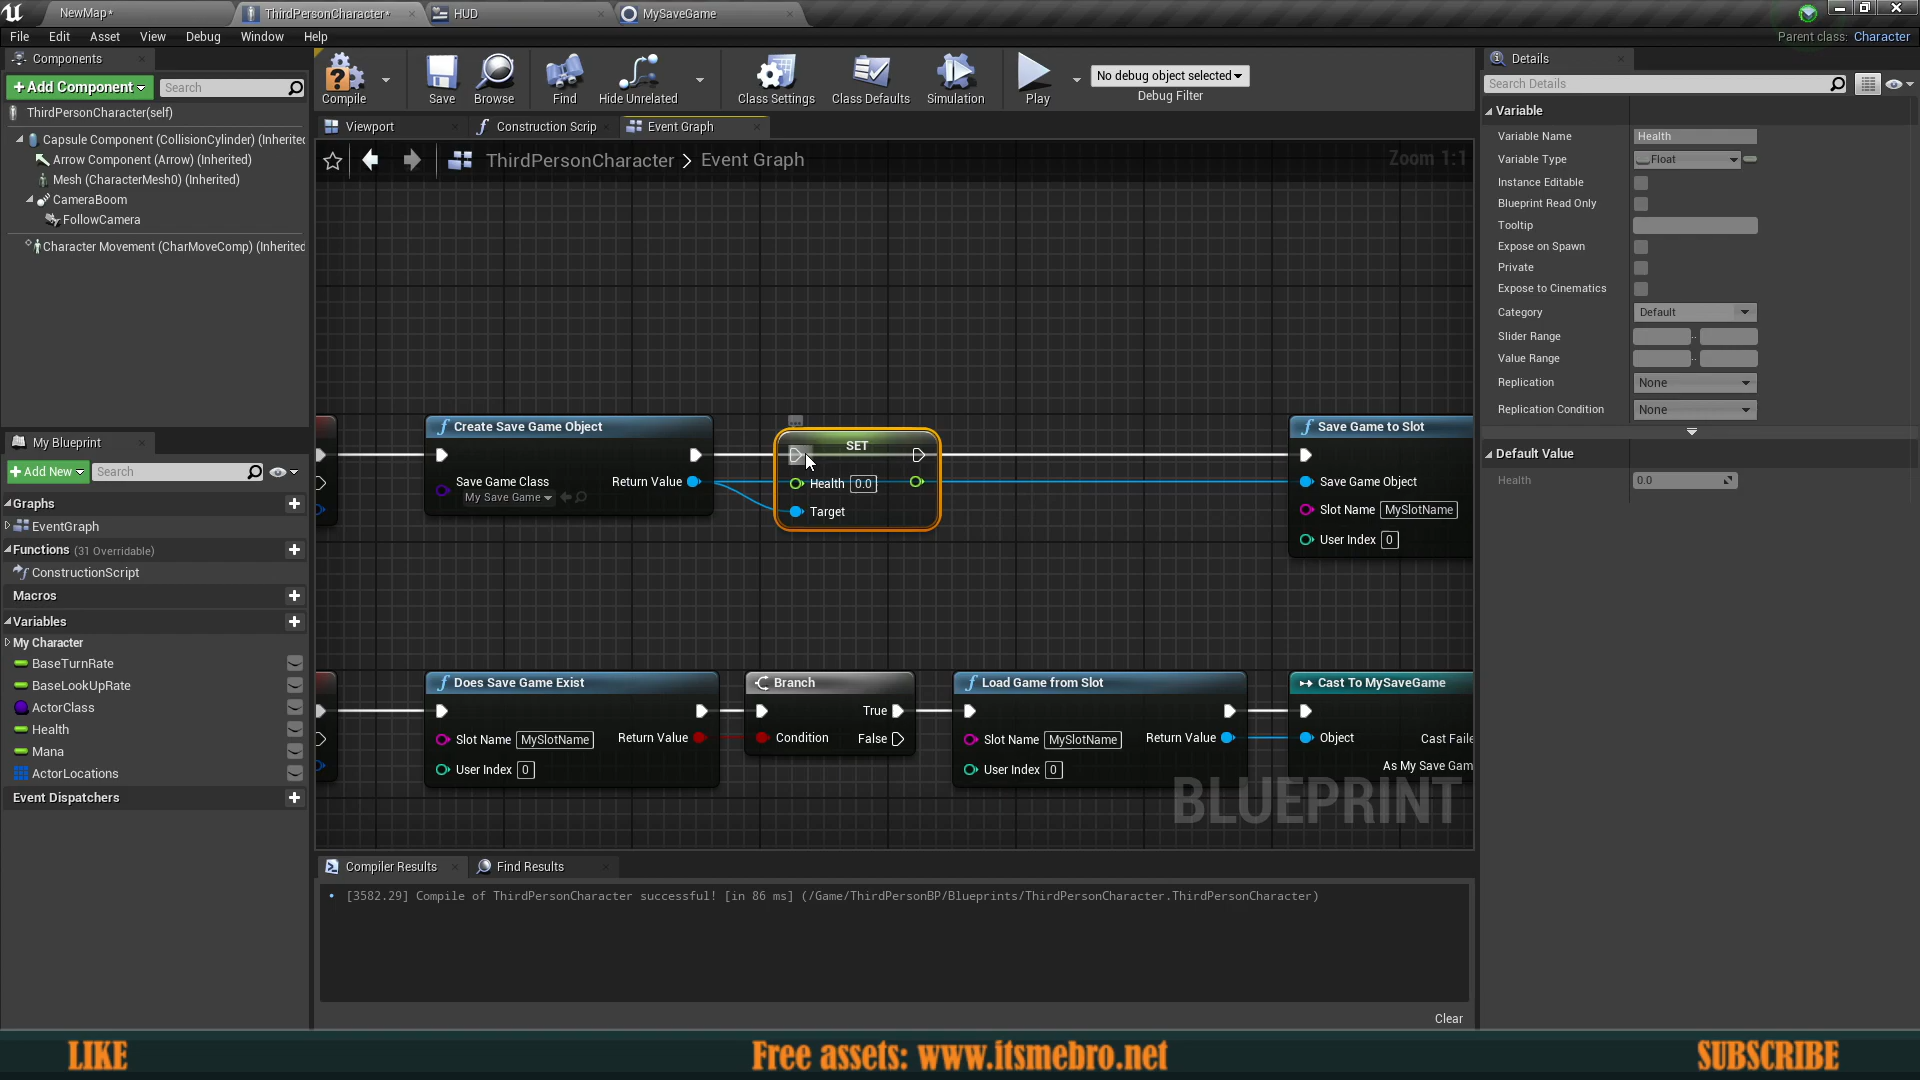 NewMap*
ThirdPersonCharacter*
HUD
MySaveGame
File Edit Asset View Debug Window Help
Parent class: Character
Components
+Add Component
Search
ThirdPersonCharacter(self)
Capsule Component (CollisionCylinder) (Inherited
Arrow Component (Arrow) (Inherited)
Mesh (CharacterMesh0) (Inherited)
CameraBoom
FollowCamera
Character Movement (CharMoveComp) (Inherited
My Blueprint
+Add New
Search
Graphs
EventGraph
Functions (31 Overridable)
ConstructionScript
Macros
Variables
My Character
BaseTurnRate
BaseLookUpRate
ActorClass
Health
Mana
ActorLocations
Event Dispatchers
Compile
Save
Browse
Find
Hide Unrelated
Class Settings
Class Defaults
Simulation
Play
No debug object selected
Debug Filter
Viewport
Construction Scrip
Event Graph
ThirdPersonCharacter > Event Graph
Zoom 1:1
Create Save Game Object
Save Game Class
My Save Game
Return Value
SET
Health 0.0
Target
Save Game to Slot
Save Game Object
Slot Name MySlotName
User Index 0
Does Save Game Exist
Slot Name MySlotName
Return Value
User Index 0
Branch
True
Condition
False
Load Game from Slot
Slot Name MySlotName
Return Value
User Index 0
Cast To MySaveGame
Object
Cast Faile
As My Save Gam
BLUEPRINT
Compiler Results
Find Results
[3582.29] Compile of ThirdPersonCharacter successful! [in 86 ms] (/Game/ThirdPersonBP/Blueprints/ThirdPersonCharacter.ThirdPersonCharacter)
Clear
Details
Search Details
Variable
Variable Name Health
Variable Type Float
Instance Editable
Blueprint Read Only
Tooltip
Expose on Spawn
Private
Expose to Cinematics
Category Default
Slider Range
Value Range
Replication None
Replication Condition None
Default Value
Health 0.0
LIKE
Free assets: www.itsmebro.net
SUBSCRIBE